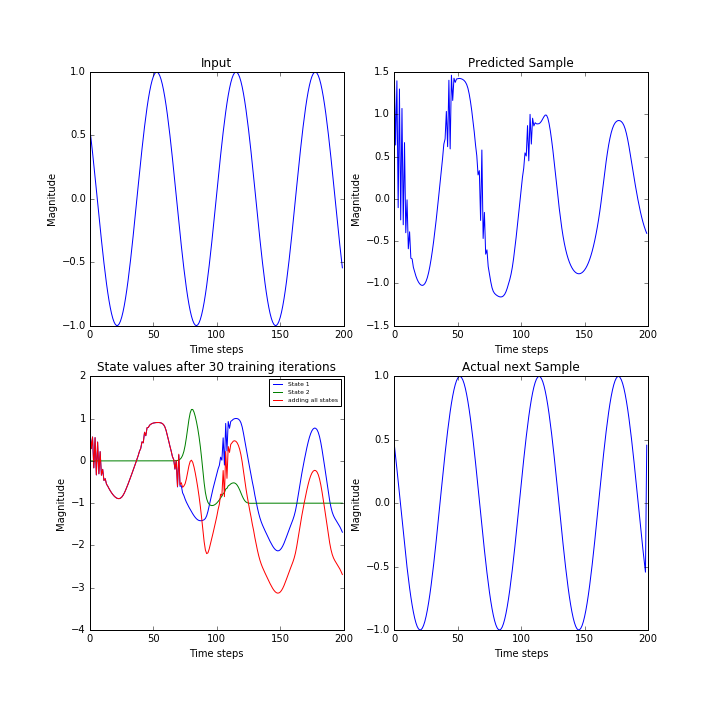 Input
1.0
0.5
0.0
−0.5
−1.0
Magnitude
0 50 100 150 200
Time steps
Predicted Sample
1.5
1.0
0.5
0.0
−0.5
−1.0
−1.5
Magnitude
0 50 100 150 200
Time steps
State values after 30 training iterations
2
1
0
−1
−2
−3
−4
Magnitude
State 1
State 2
adding all states
0 50 100 150 200
Time steps
Actual next Sample
1.0
0.5
0.0
−0.5
−1.0
Magnitude
0 50 100 150 200
Time steps